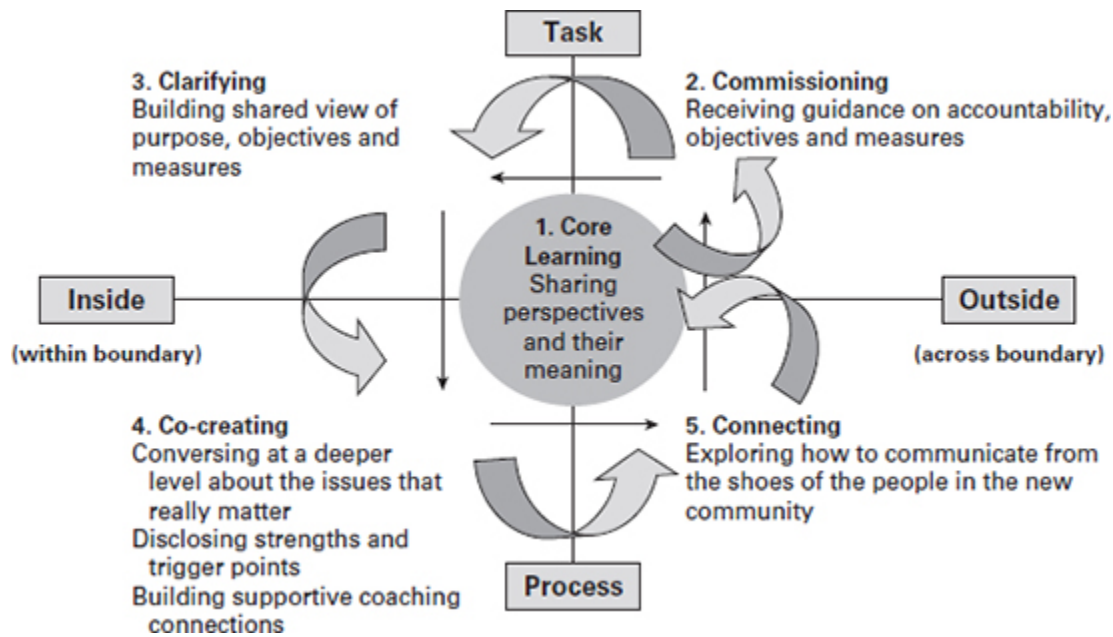 Task
3. Clarifying
Building shared view of
purpose, objectives and
measures
2. Commissioning
Receiving guidance on accountability,
objectives and measures
1. Core
Learning
Sharing
perspectives
and their
meaning
Inside
(within boundary)
Outside
(across boundary)
4. Co-creating
Conversing at a deeper
level about the issues that
really matter
Disclosing strengths and
trigger points
Building supportive coaching
connections
5. Connecting
Exploring how to communicate from
the shoes of the people in the new
community
Process